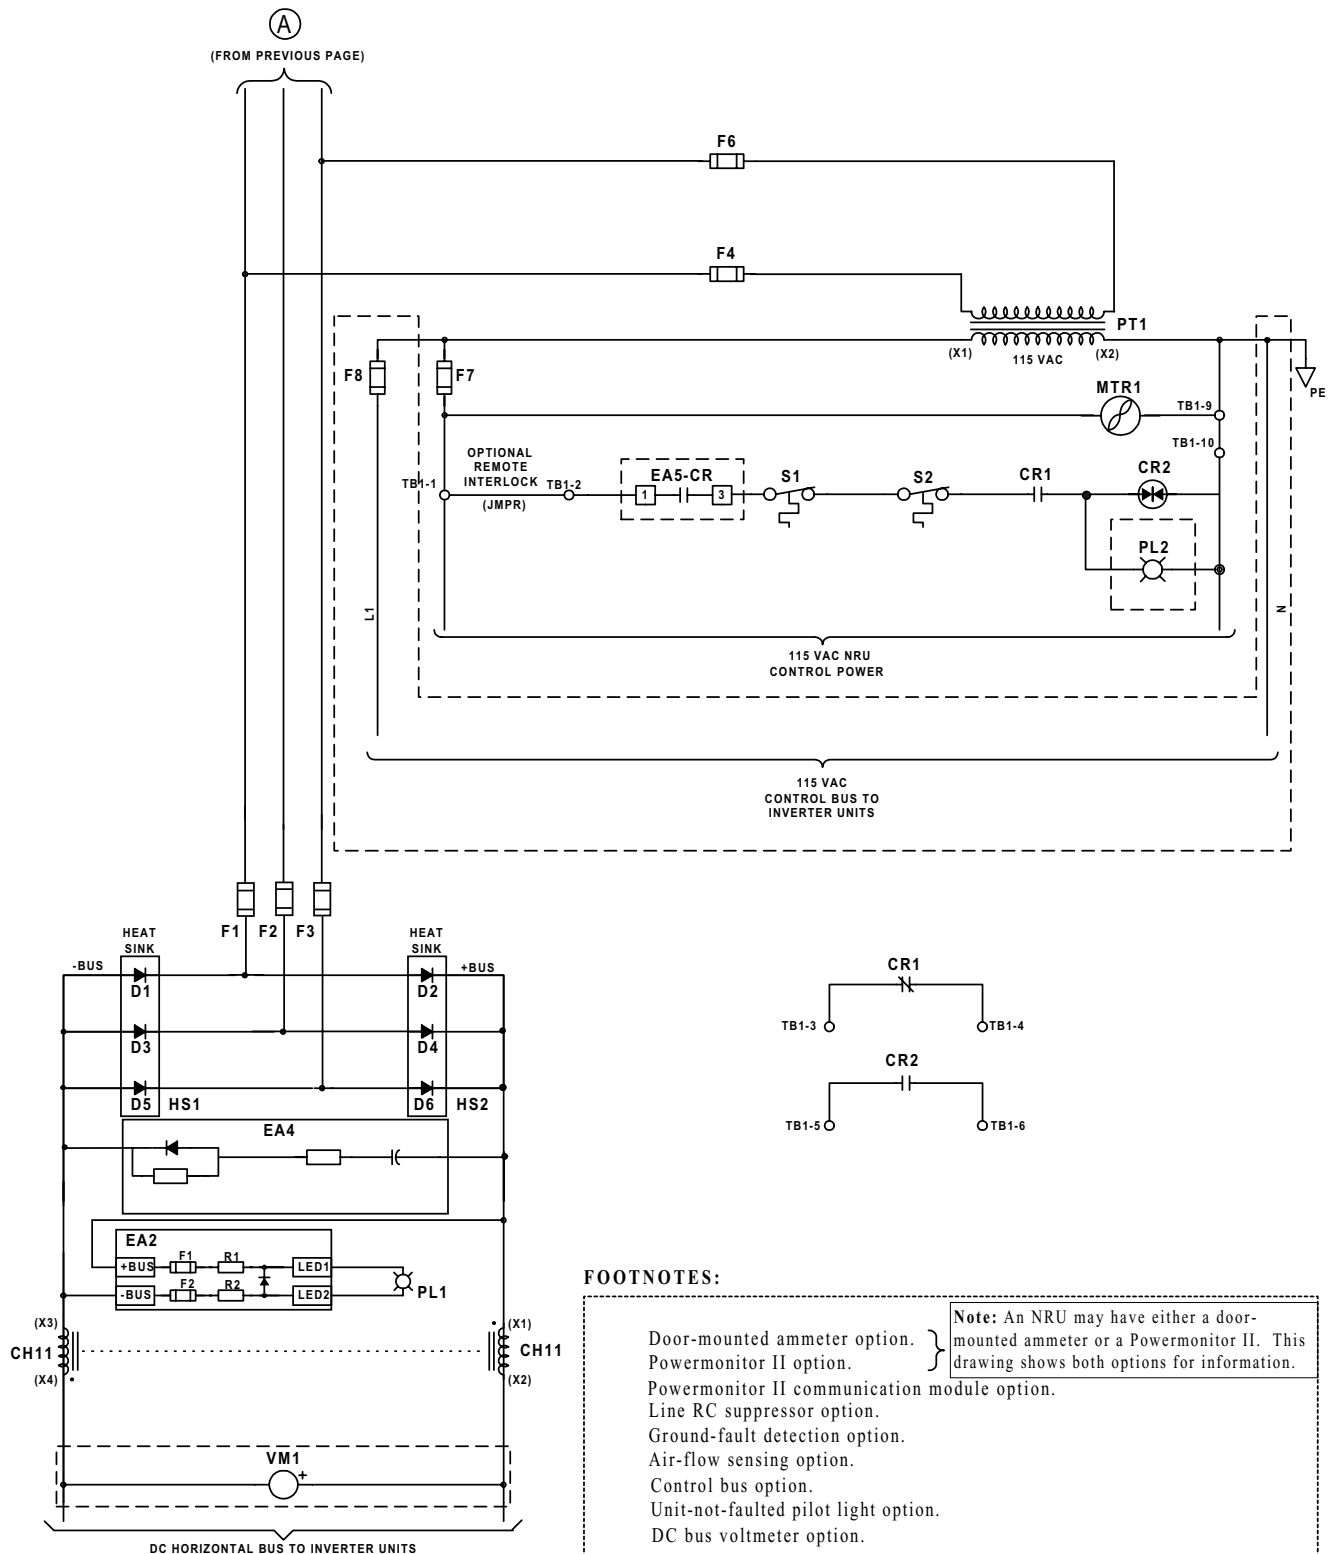 A
(FROM PREVIOUS PAGE)
F6
F4
PT1
(X1)
115 VAC
(X2)
F8
F7
PE
MTR1
TB1-9
TB1-10
OPTIONAL
REMOTE
INTERLOCK
TB1-1
TB1-2
(JMPR)
EA5-CR
1
3
S1
S2
CR1
CR2
PL2
L1
N
115 VAC NRU
CONTROL POWER
115 VAC
CONTROL BUS TO
INVERTER UNITS
F1
F2
F3
HEAT
SINK
HEAT
SINK
-BUS
+BUS
D1
D2
D3
D4
D5
HS1
D6
HS2
CR1
TB1-3
TB1-4
CR2
TB1-5
TB1-6
EA4
EA2
+BUS
F1
R1
LED1
-BUS
F2
R2
LED2
PL1
(X3)
(X1)
CH11
CH11
(X4)
(X2)
VM1
+
DC HORIZONTAL BUS TO INVERTER UNITS
FOOTNOTES:
Door-mounted ammeter option.
Powermonitor II option.
Note: An NRU may have either a door-
mounted ammeter or a Powermonitor II. This
drawing shows both options for information.
Powermonitor II communication module option.
Line RC suppressor option.
Ground-fault detection option.
Air-flow sensing option.
Control bus option.
Unit-not-faulted pilot light option.
DC bus voltmeter option.